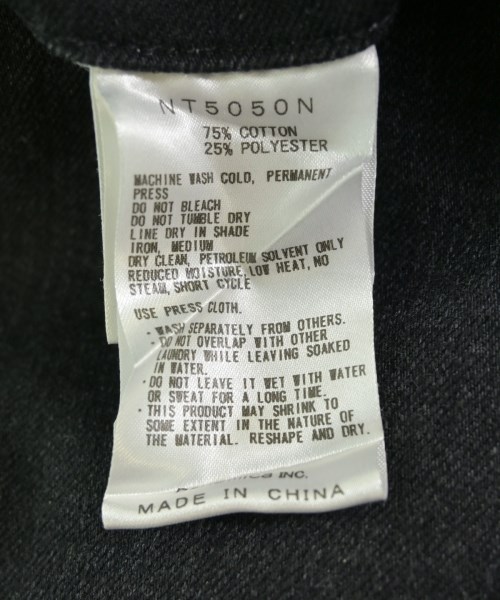 NT5050N
75% COTTON
25% POLYESTER
MACHINE WASH COLD, PERMANENT
PRESS
DO NOT BLEACH
DO NOT TUMBLE DRY
LINE DRY IN SHADE
IRON, MEDIUM
DRY CLEAN, PETROLEUM SOLVENT ONLY
REDUCED MOISTURE, LOW HEAT, NO
STEAM, SHORT CYCLE
USE PRESS CLOTH.
・WASH SEPARATELY FROM OTHERS.
・DO NOT OVERLAP WITH OTHER
LAUNDRY WHILE LEAVING SOAKED
IN WATER.
・DO NOT LEAVE IT WET WITH WATER
OR SWEAT FOR A LONG TIME.
・THIS PRODUCT MAY SHRINK TO
SOME EXTENT IN THE NATURE OF
THE MATERIAL. RESHAPE AND DRY.
INC.
MADE IN CHINA